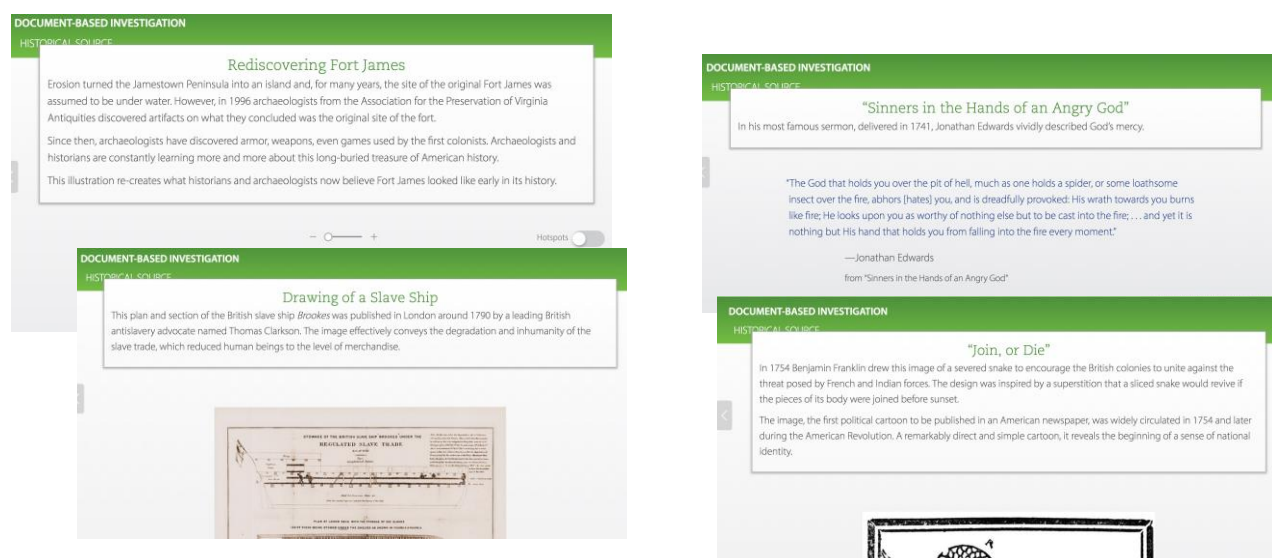 DOCUMENT-BASED INVESTIGATION
HISTORICAL SOURCE
Rediscovering Fort James
Erosion turned the Jamestown Peninsula into an island and, for many years, the site of the original Fort James was
assumed to be under water. However, in 1996 archaeologists from the Association for the Preservation of Virginia
Antiquities discovered artifacts on what they concluded was the original site of the fort.
Since then, archaeologists have discovered armor, weapons, even games used by the first colonists. Archaeologists and
historians are constantly learning more and more about this long-buried treasure of American history.
This illustration re-creates what historians and archaeologists now believe Fort James looked like early in its history.
Hotspots
DOCUMENT-BASED INVESTIGATION
HISTORICAL SOURCE
Drawing of a Slave Ship
This plan and section of the British slave ship Brookes was published in London around 1790 by a leading British
antislavery advocate named Thomas Clarkson. The image effectively conveys the degradation and inhumanity of the
slave trade, which reduced human beings to the level of merchandise.
STOWAGE OF THE BRITISH SLAVE SHIP BROOKES UNDER THE
REGULATED SLAVE TRADE
PLAN OF LOWER DECK WITH THE STOWAGE OF 292 SLAVES
DOCUMENT-BASED INVESTIGATION
HISTORICAL SOURCE
"Sinners in the Hands of an Angry God"
In his most famous sermon, delivered in 1741, Jonathan Edwards vividly described God's mercy.
"The God that holds you over the pit of hell, much as one holds a spider, or some loathsome
insect over the fire, abhors [hates] you, and is dreadfully provoked: His wrath towards you burns
like fire; He looks upon you as worthy of nothing else but to be cast into the fire; . . . and yet it is
nothing but His hand that holds you from falling into the fire every moment."
—Jonathan Edwards
from "Sinners in the Hands of an Angry God"
DOCUMENT-BASED INVESTIGATION
HISTORICAL SOURCE
"Join, or Die"
In 1754 Benjamin Franklin drew this image of a severed snake to encourage the British colonies to unite against the
threat posed by French and Indian forces. The design was inspired by a superstition that a sliced snake would revive if
the pieces of its body were joined before sunset.
The image, the first political cartoon to be published in an American newspaper, was widely circulated in 1754 and later
during the American Revolution. A remarkably direct and simple cartoon, it reveals the beginning of a sense of national
identity.